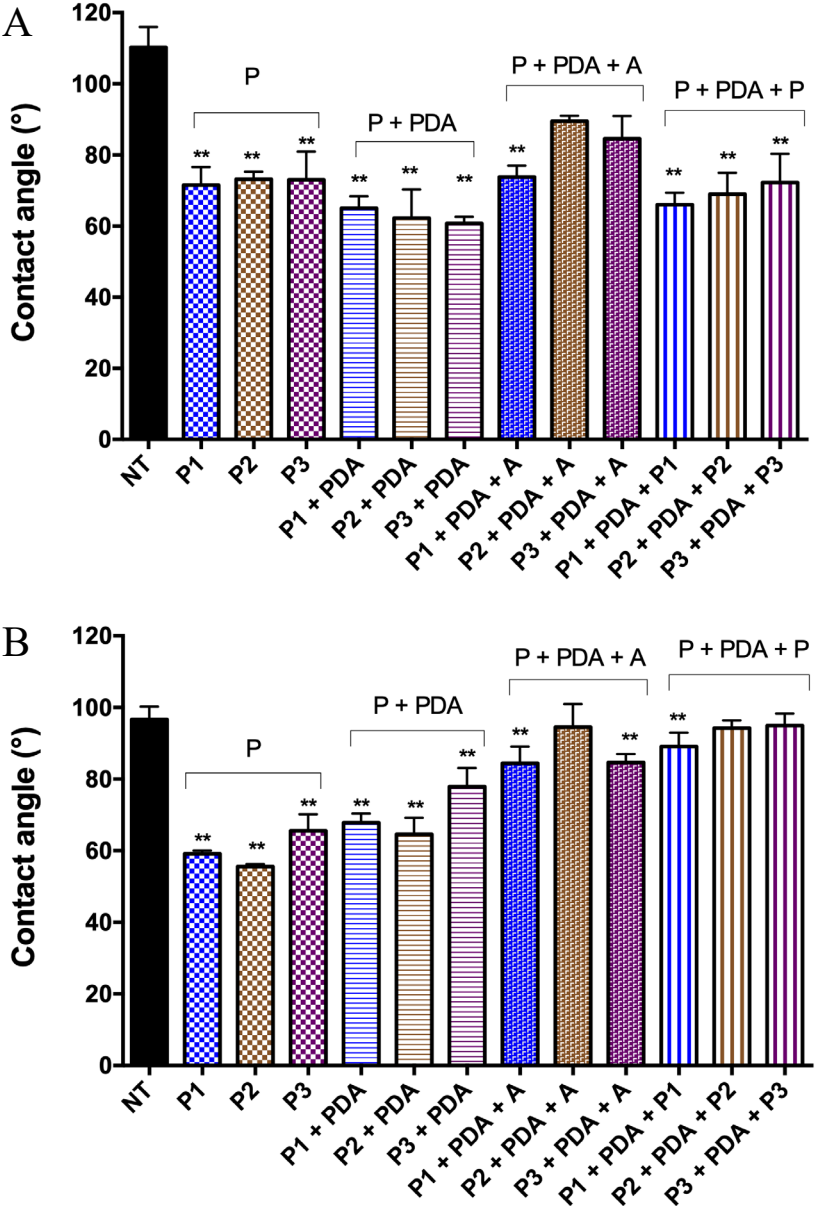 A
Contact angle (°)
120
100
80
60
40
20
0
P
P + PDA
P + PDA + A
P + PDA + P
**
**
**
**
**
**
**
**
**
**
NT
P1
P2
P3
P1 + PDA
P2 + PDA
P3 + PDA
P1 + PDA + A
P2 + PDA + A
P3 + PDA + A
P1 + PDA + P1
P2 + PDA + P2
P3 + PDA + P3
B
Contact angle (°)
120
100
80
60
40
20
0
P
P + PDA
P + PDA + A
P + PDA + P
**
**
**
**
**
**
**
**
**
NT
P1
P2
P3
P1 + PDA
P2 + PDA
P3 + PDA
P1 + PDA + A
P2 + PDA + A
P3 + PDA + A
P1 + PDA + P1
P2 + PDA + P2
P3 + PDA + P3